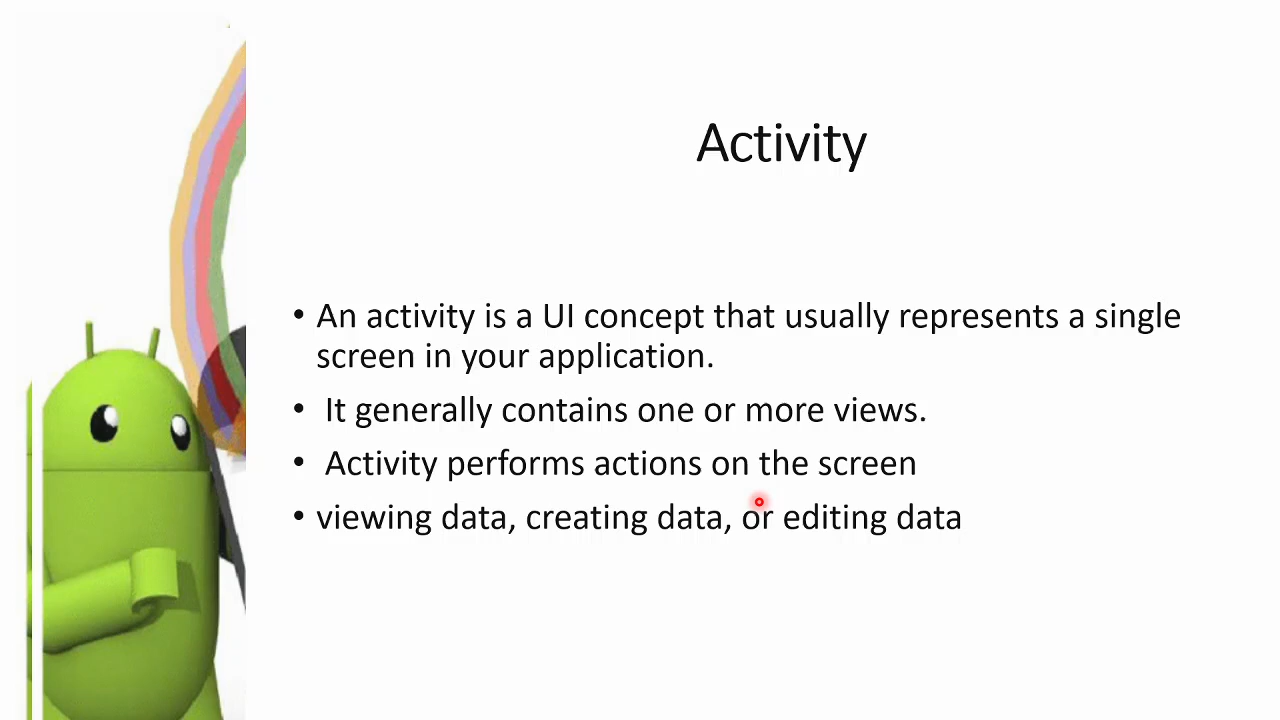 Activity
• An activity is a UI concept that usually represents a single
screen in your application.
• It generally contains one or more views.
• Activity performs actions on the screen
• viewing data, creating data, or editing data